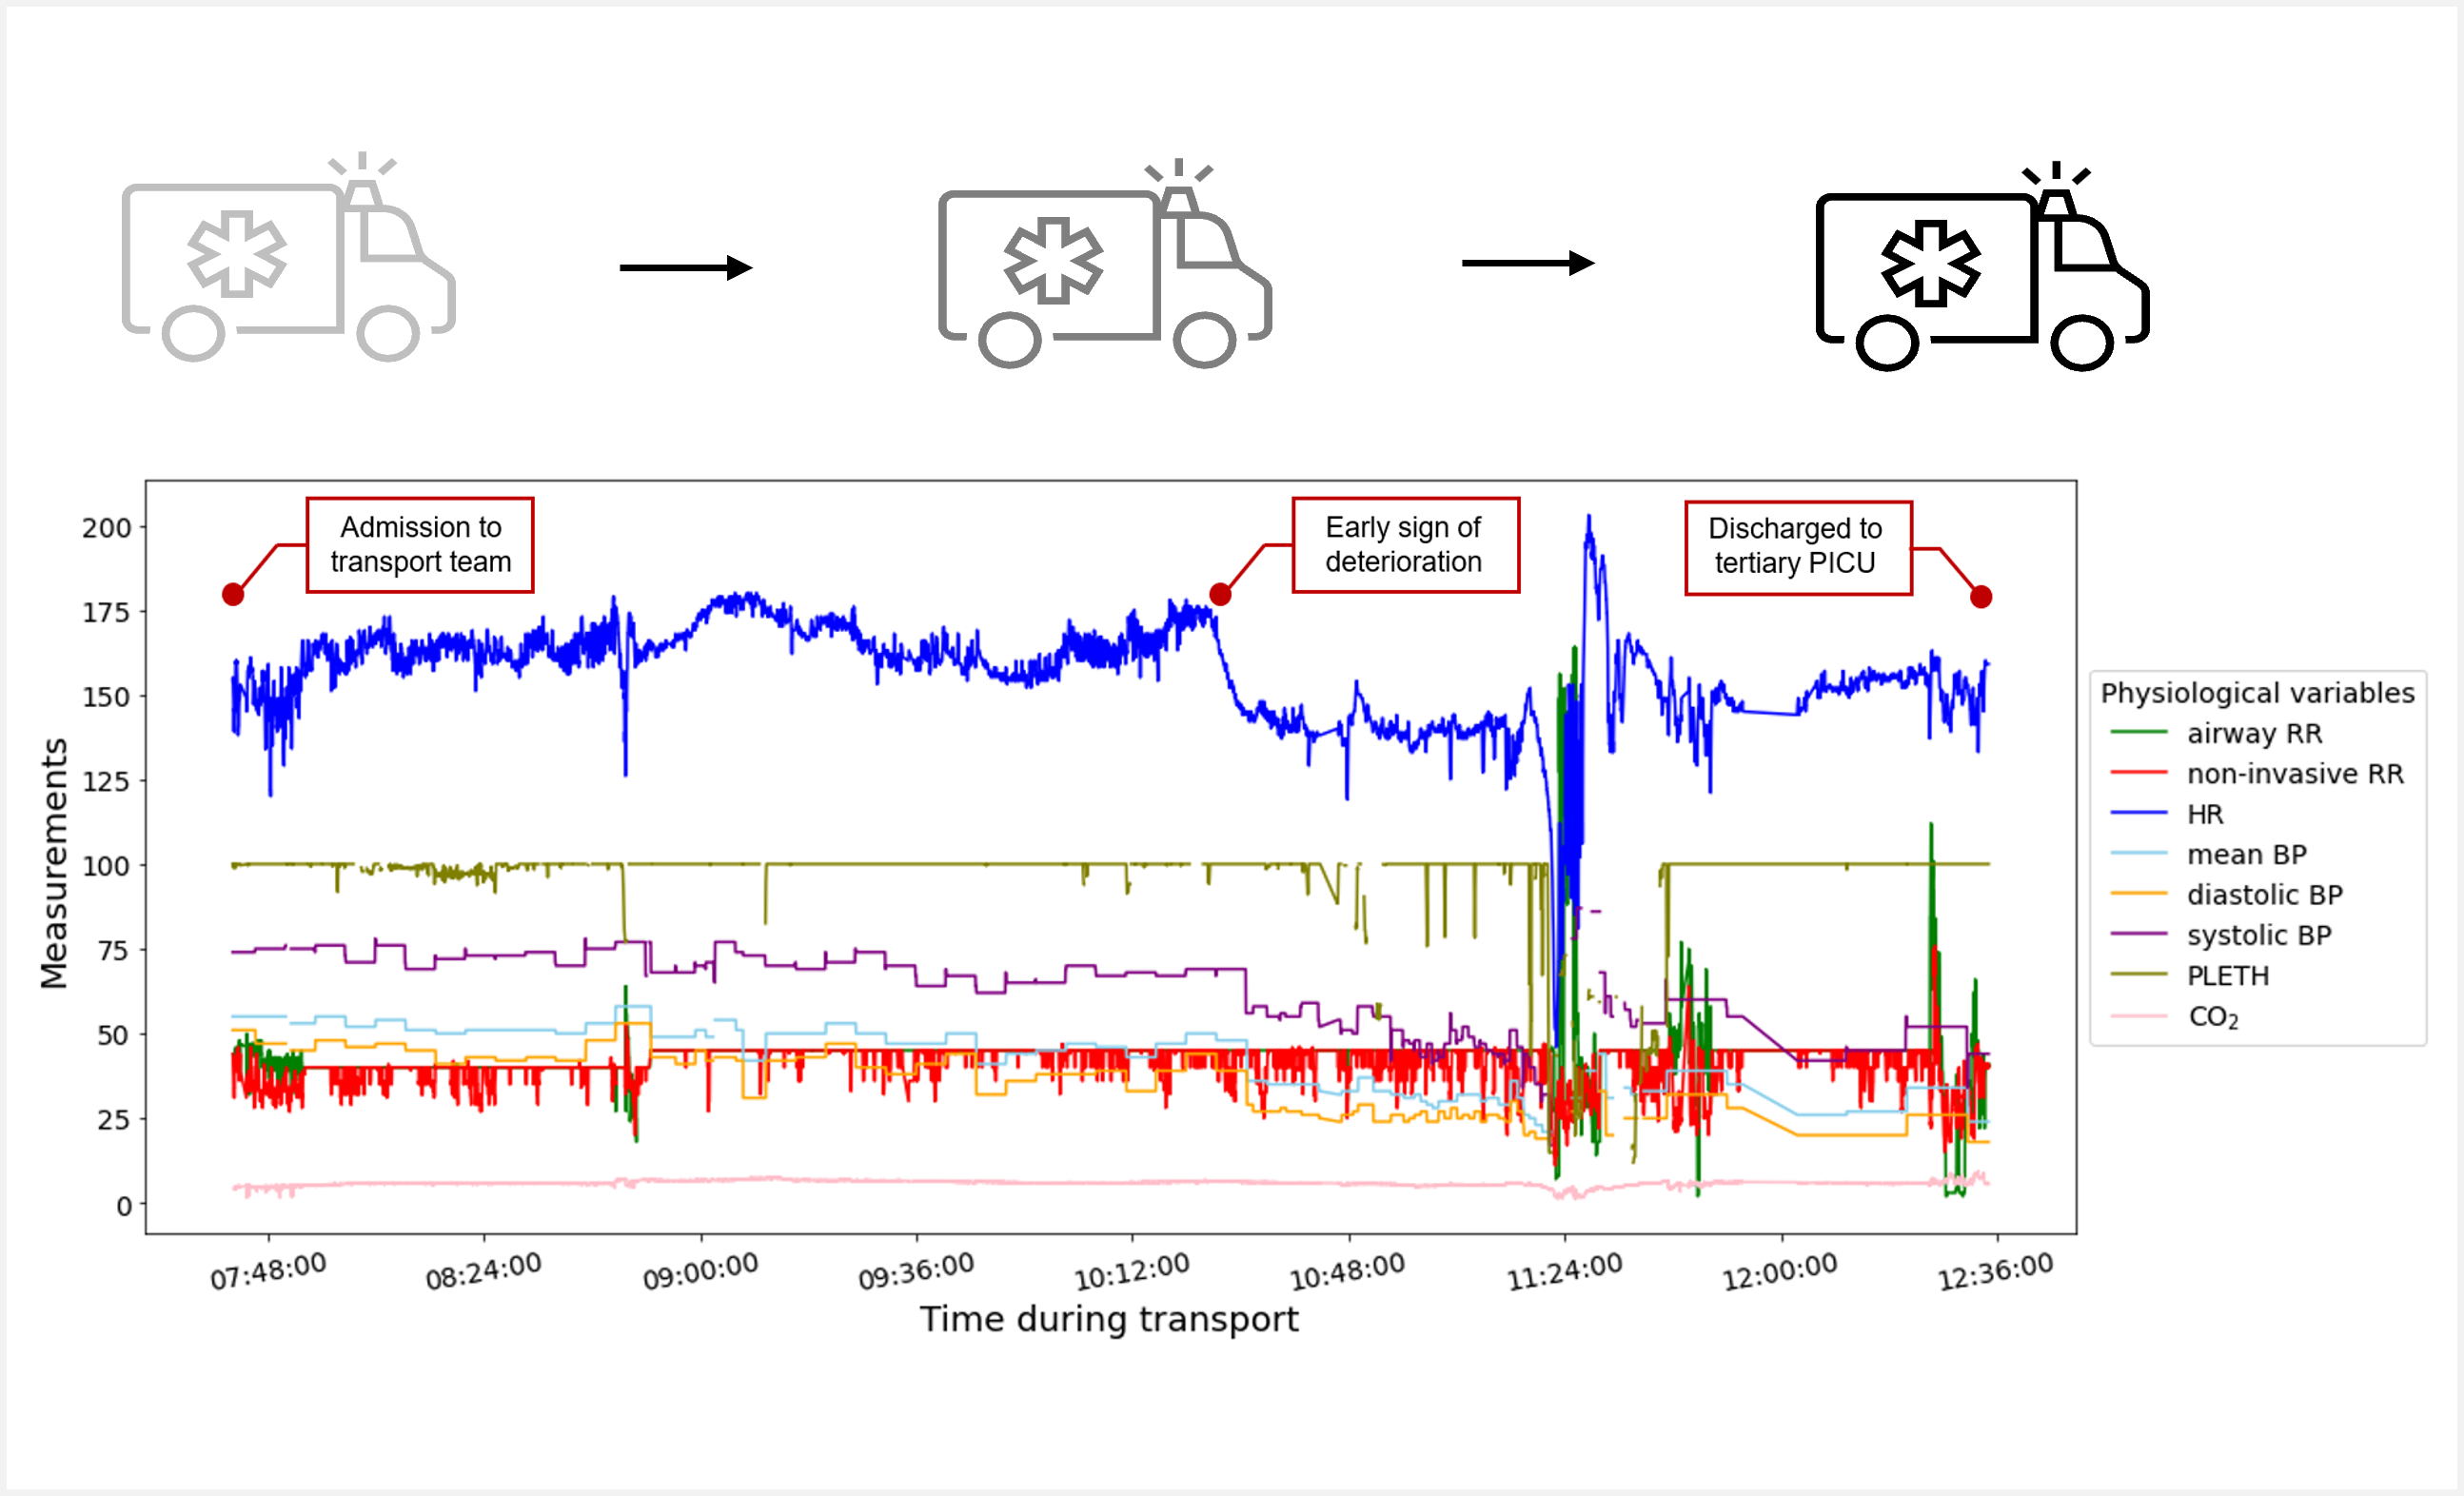 Admission to
transport team
Early sign of
deterioration
Discharged to
tertiary PICU
Measurements
200
175
150
125
100
75
50
25
0
07:48:00
08:24:00
09:00:00
09:36:00
10:12:00
10:48:00
11:24:00
12:00:00
12:36:00
Time during transport
Physiological variables
airway RR
non-invasive RR
HR
mean BP
diastolic BP
systolic BP
PLETH
CO₂